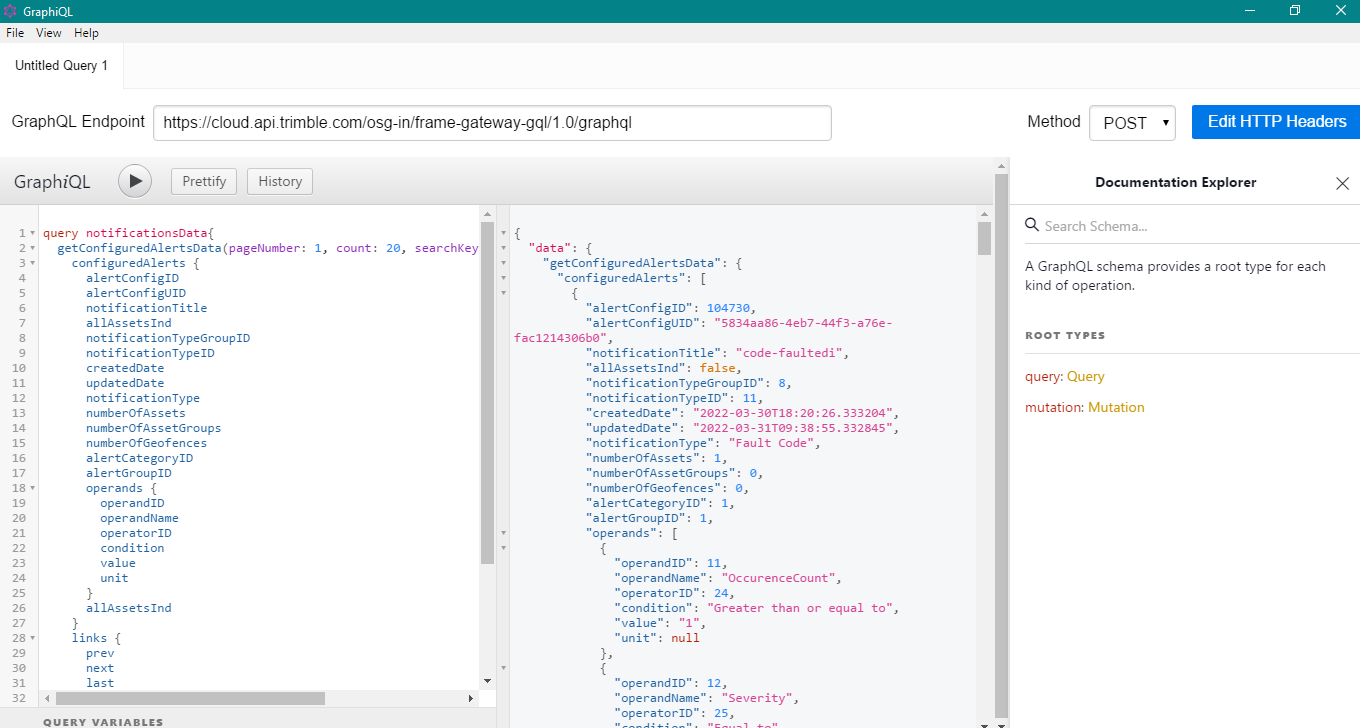 GraphiQL
File View Help
Untitled Query 1
GraphQL Endpoint https://cloud.api.trimble.com/osg-in/frame-gateway-gql/1.0/graphql Method POST Edit HTTP Headers
GraphiQL Prettify History
1 query notificationsData{
2 getConfiguredAlertsData(pageNumber: 1, count: 20, searchKey
3 configuredAlerts {
4 alertConfigID
5 alertConfigUID
6 notificationTitle
7 allAssetsInd
8 notificationTypeGroupID
9 notificationTypeID
10 createdDate
11 updatedDate
12 notificationType
13 numberOfAssets
14 numberOfAssetGroups
15 numberOfGeofences
16 alertCategoryID
17 alertGroupID
18 operands {
19 operandID
20 operandName
21 operatorID
22 condition
23 value
24 unit
25 }
26 allAssetsInd
27 }
28 links {
29 prev
30 next
31 last
32
QUERY VARIABLES
{
"data": {
"getConfiguredAlertsData": {
"configuredAlerts": [
{
"alertConfigID": 104730,
"alertConfigUID": "5834aa86-4eb7-44f3-a76e-
fac1214306b0",
"notificationTitle": "code-faultedi",
"allAssetsInd": false,
"notificationTypeGroupID": 8,
"notificationTypeID": 11,
"createdDate": "2022-03-30T18:20:26.333204",
"updatedDate": "2022-03-31T09:38:55.332845",
"notificationType": "Fault Code",
"numberOfAssets": 1,
"numberOfAssetGroups": 0,
"numberOfGeofences": 0,
"alertCategoryID": 1,
"alertGroupID": 1,
"operands": [
{
"operandID": 11,
"operandName": "OccurenceCount",
"operatorID": 24,
"condition": "Greater than or equal to",
"value": "1",
"unit": null
},
{
"operandID": 12,
"operandName": "Severity",
"operatorID": 25,
"condition": "Equal to"
Documentation Explorer
Search Schema...
A GraphQL schema provides a root type for each
kind of operation.
ROOT TYPES
query: Query
mutation: Mutation